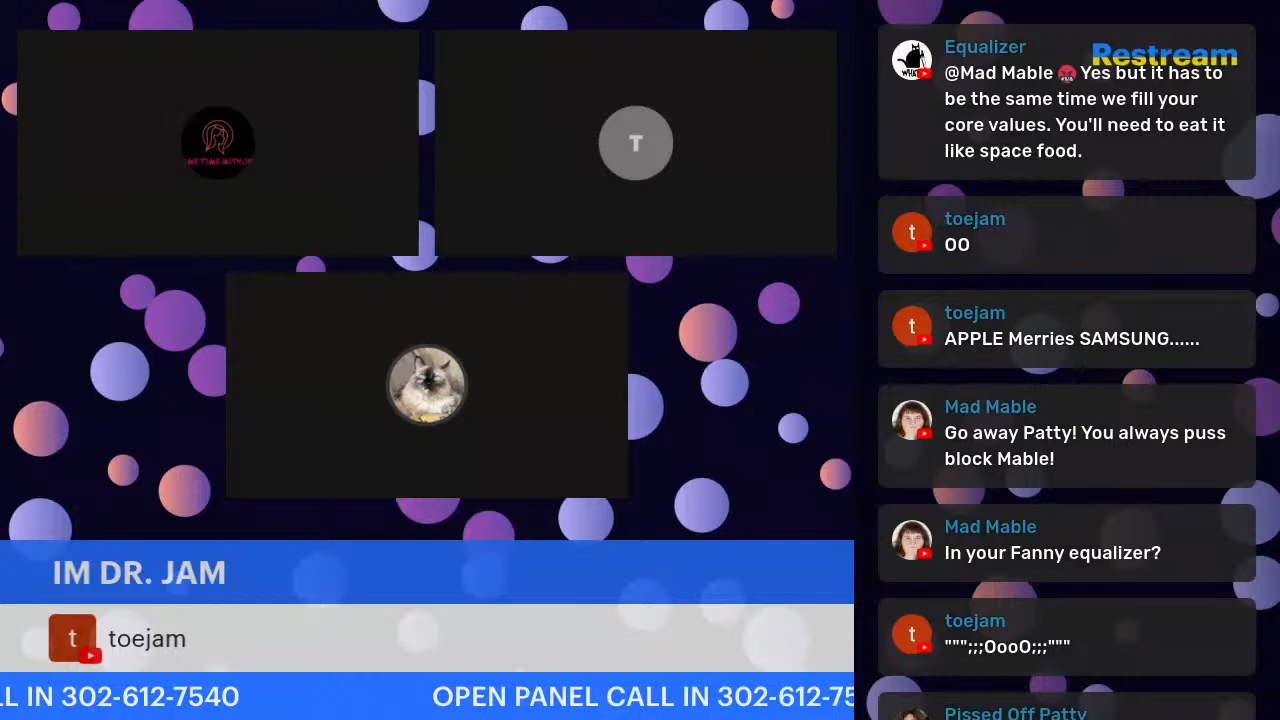 T
IM DR. JAM
t
toejam
LL IN 302-612-7540
OPEN PANEL CALL IN 302-612-75
Restream
Equalizer
@Mad Mable 🤬 Yes but it has to
be the same time we fill your
core values. You'll need to eat it
like space food.
t
toejam
OO
t
toejam
APPLE Merries SAMSUNG......
Mad Mable
Go away Patty! You always puss
block Mable!
Mad Mable
In your Fanny equalizer?
t
toejam
""";;;OooO;;;"""
Pissed Off Patty